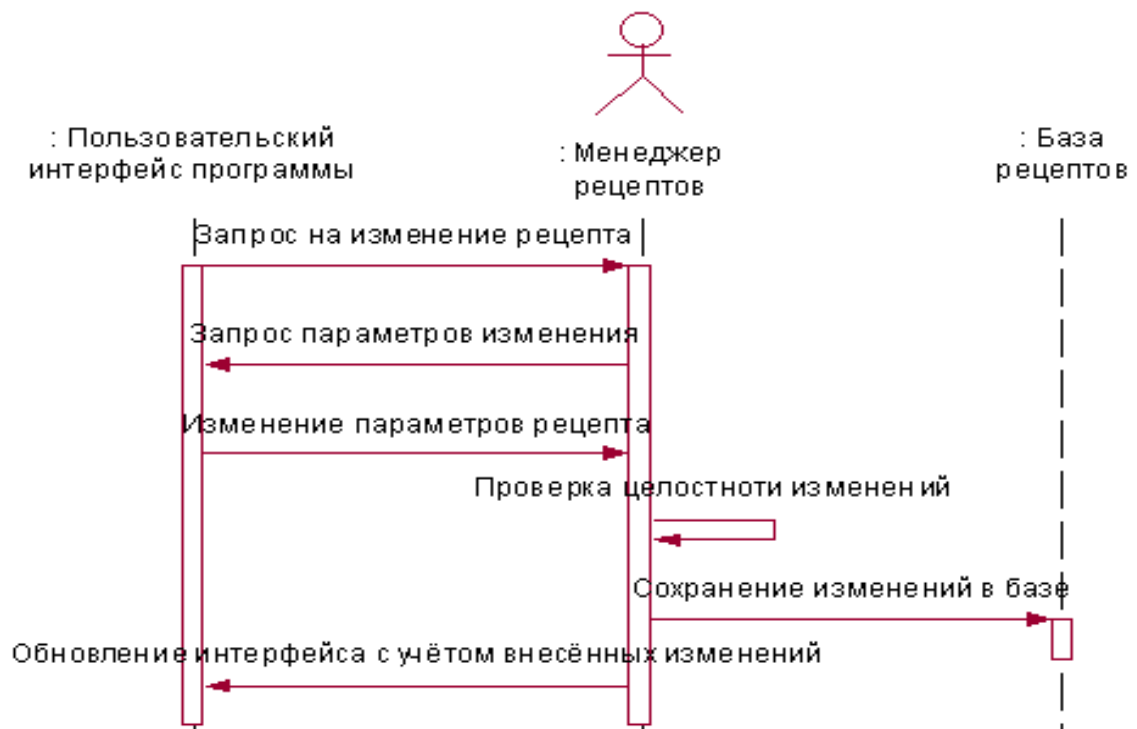 : Пользовательский
интерфейс программы
: Менеджер
рецептов
: База
рецептов
Запрос на изменение рецепта
Запрос параметров изменения
Изменение параметров рецепта
Проверка целостноти изменений
Сохранение изменений в базе
Обновление интерфейса с учётом внесённых изменений